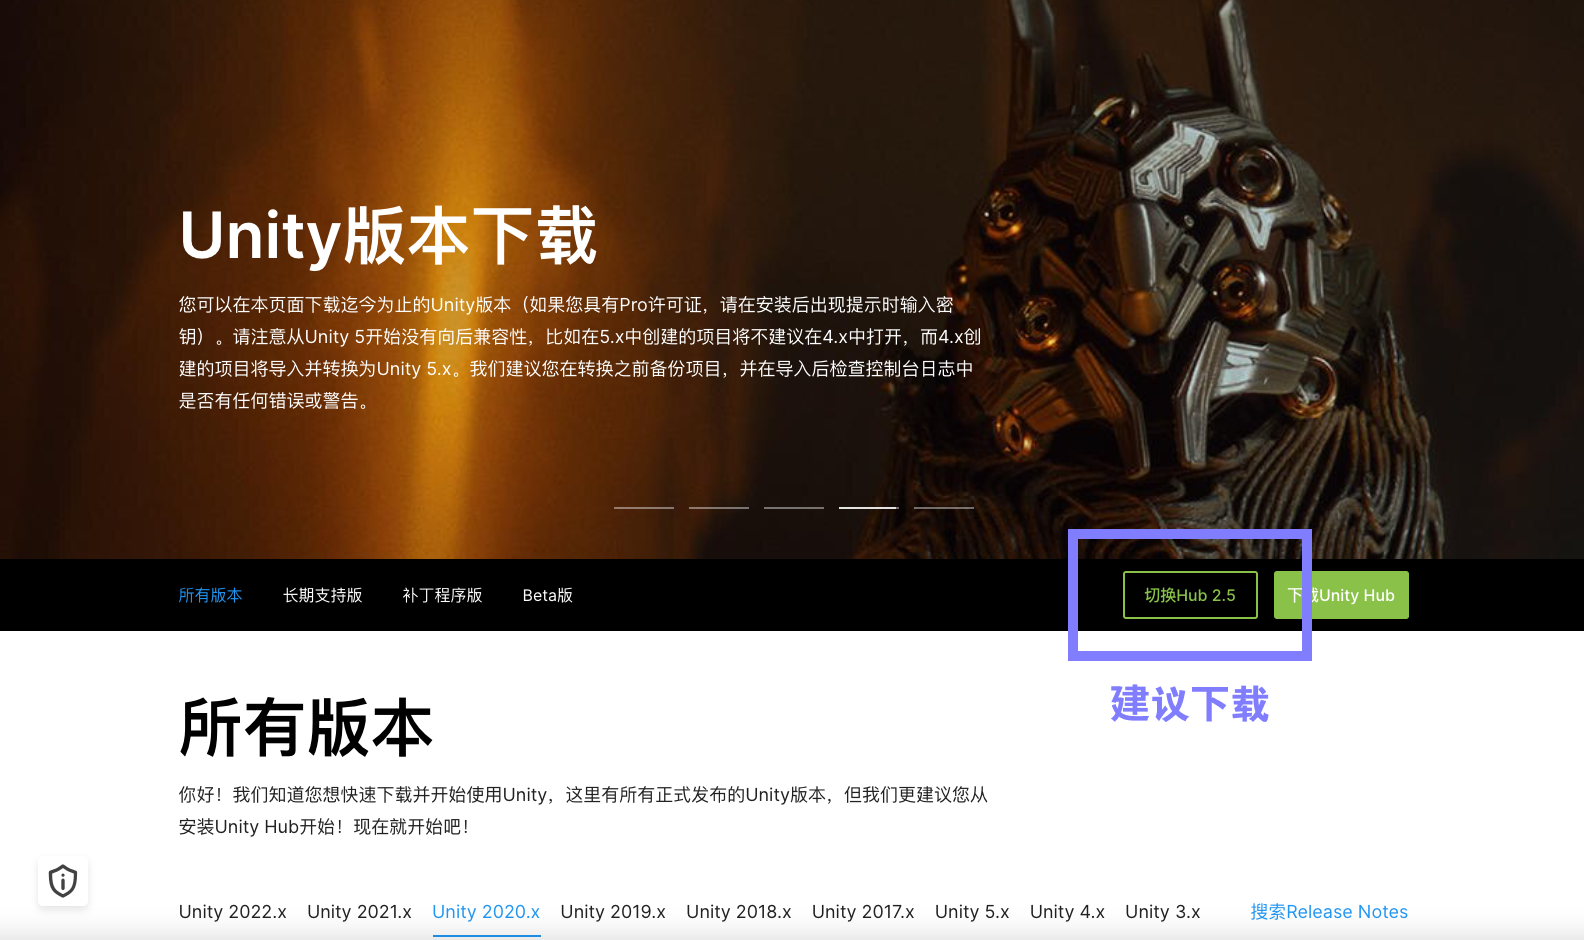 Unity版本下载
您可以在本页面下载迄今为止的Unity版本（如果您具有Pro许可证，请在安装后出现提示时输入密
钥）。请注意从Unity 5开始没有向后兼容性，比如在5.x中创建的项目将不建议在4.x中打开，而4.x创
建的项目将导入并转换为Unity 5.x。我们建议您在转换之前备份项目，并在导入后检查控制台日志中
是否有任何错误或警告。
所有版本 长期支持版 补丁程序版 Beta版 切换Hub 2.5 下载Unity Hub
建议下载
所有版本
你好！我们知道您想快速下载并开始使用Unity，这里有所有正式发布的Unity版本，但我们更建议您从
安装Unity Hub开始！现在就开始吧！
Unity 2022.x Unity 2021.x Unity 2020.x Unity 2019.x Unity 2018.x Unity 2017.x Unity 5.x Unity 4.x Unity 3.x 搜索Release Notes